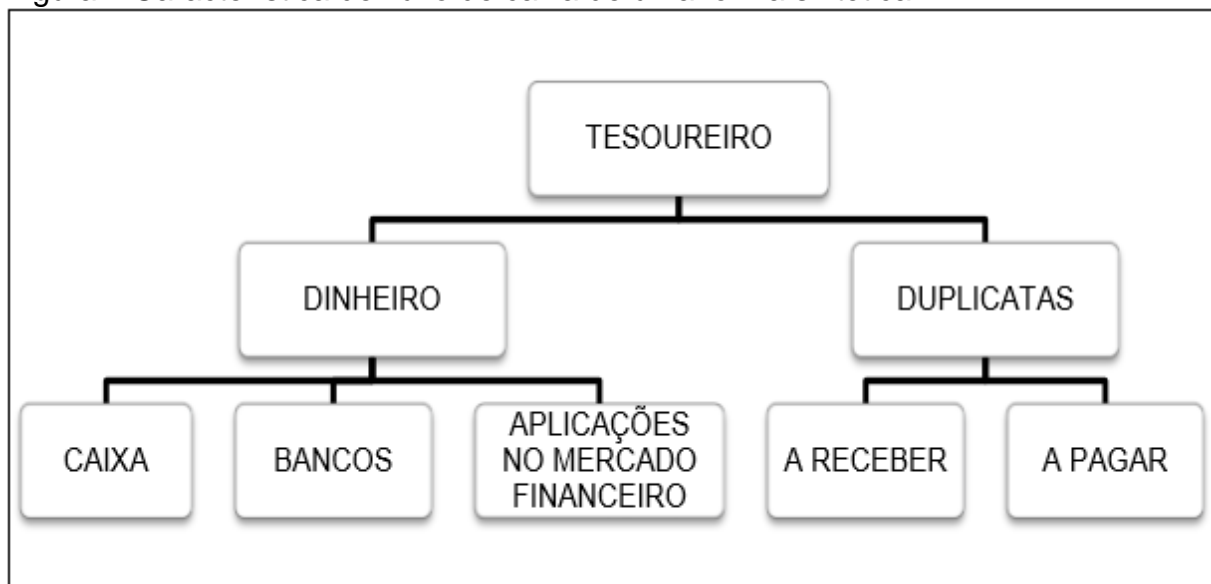 TESOUREIRO
DINHEIRO
DUPLICATAS
CAIXA
BANCOS
APLICAÇÕES
NO MERCADO
FINANCEIRO
A RECEBER
A PAGAR